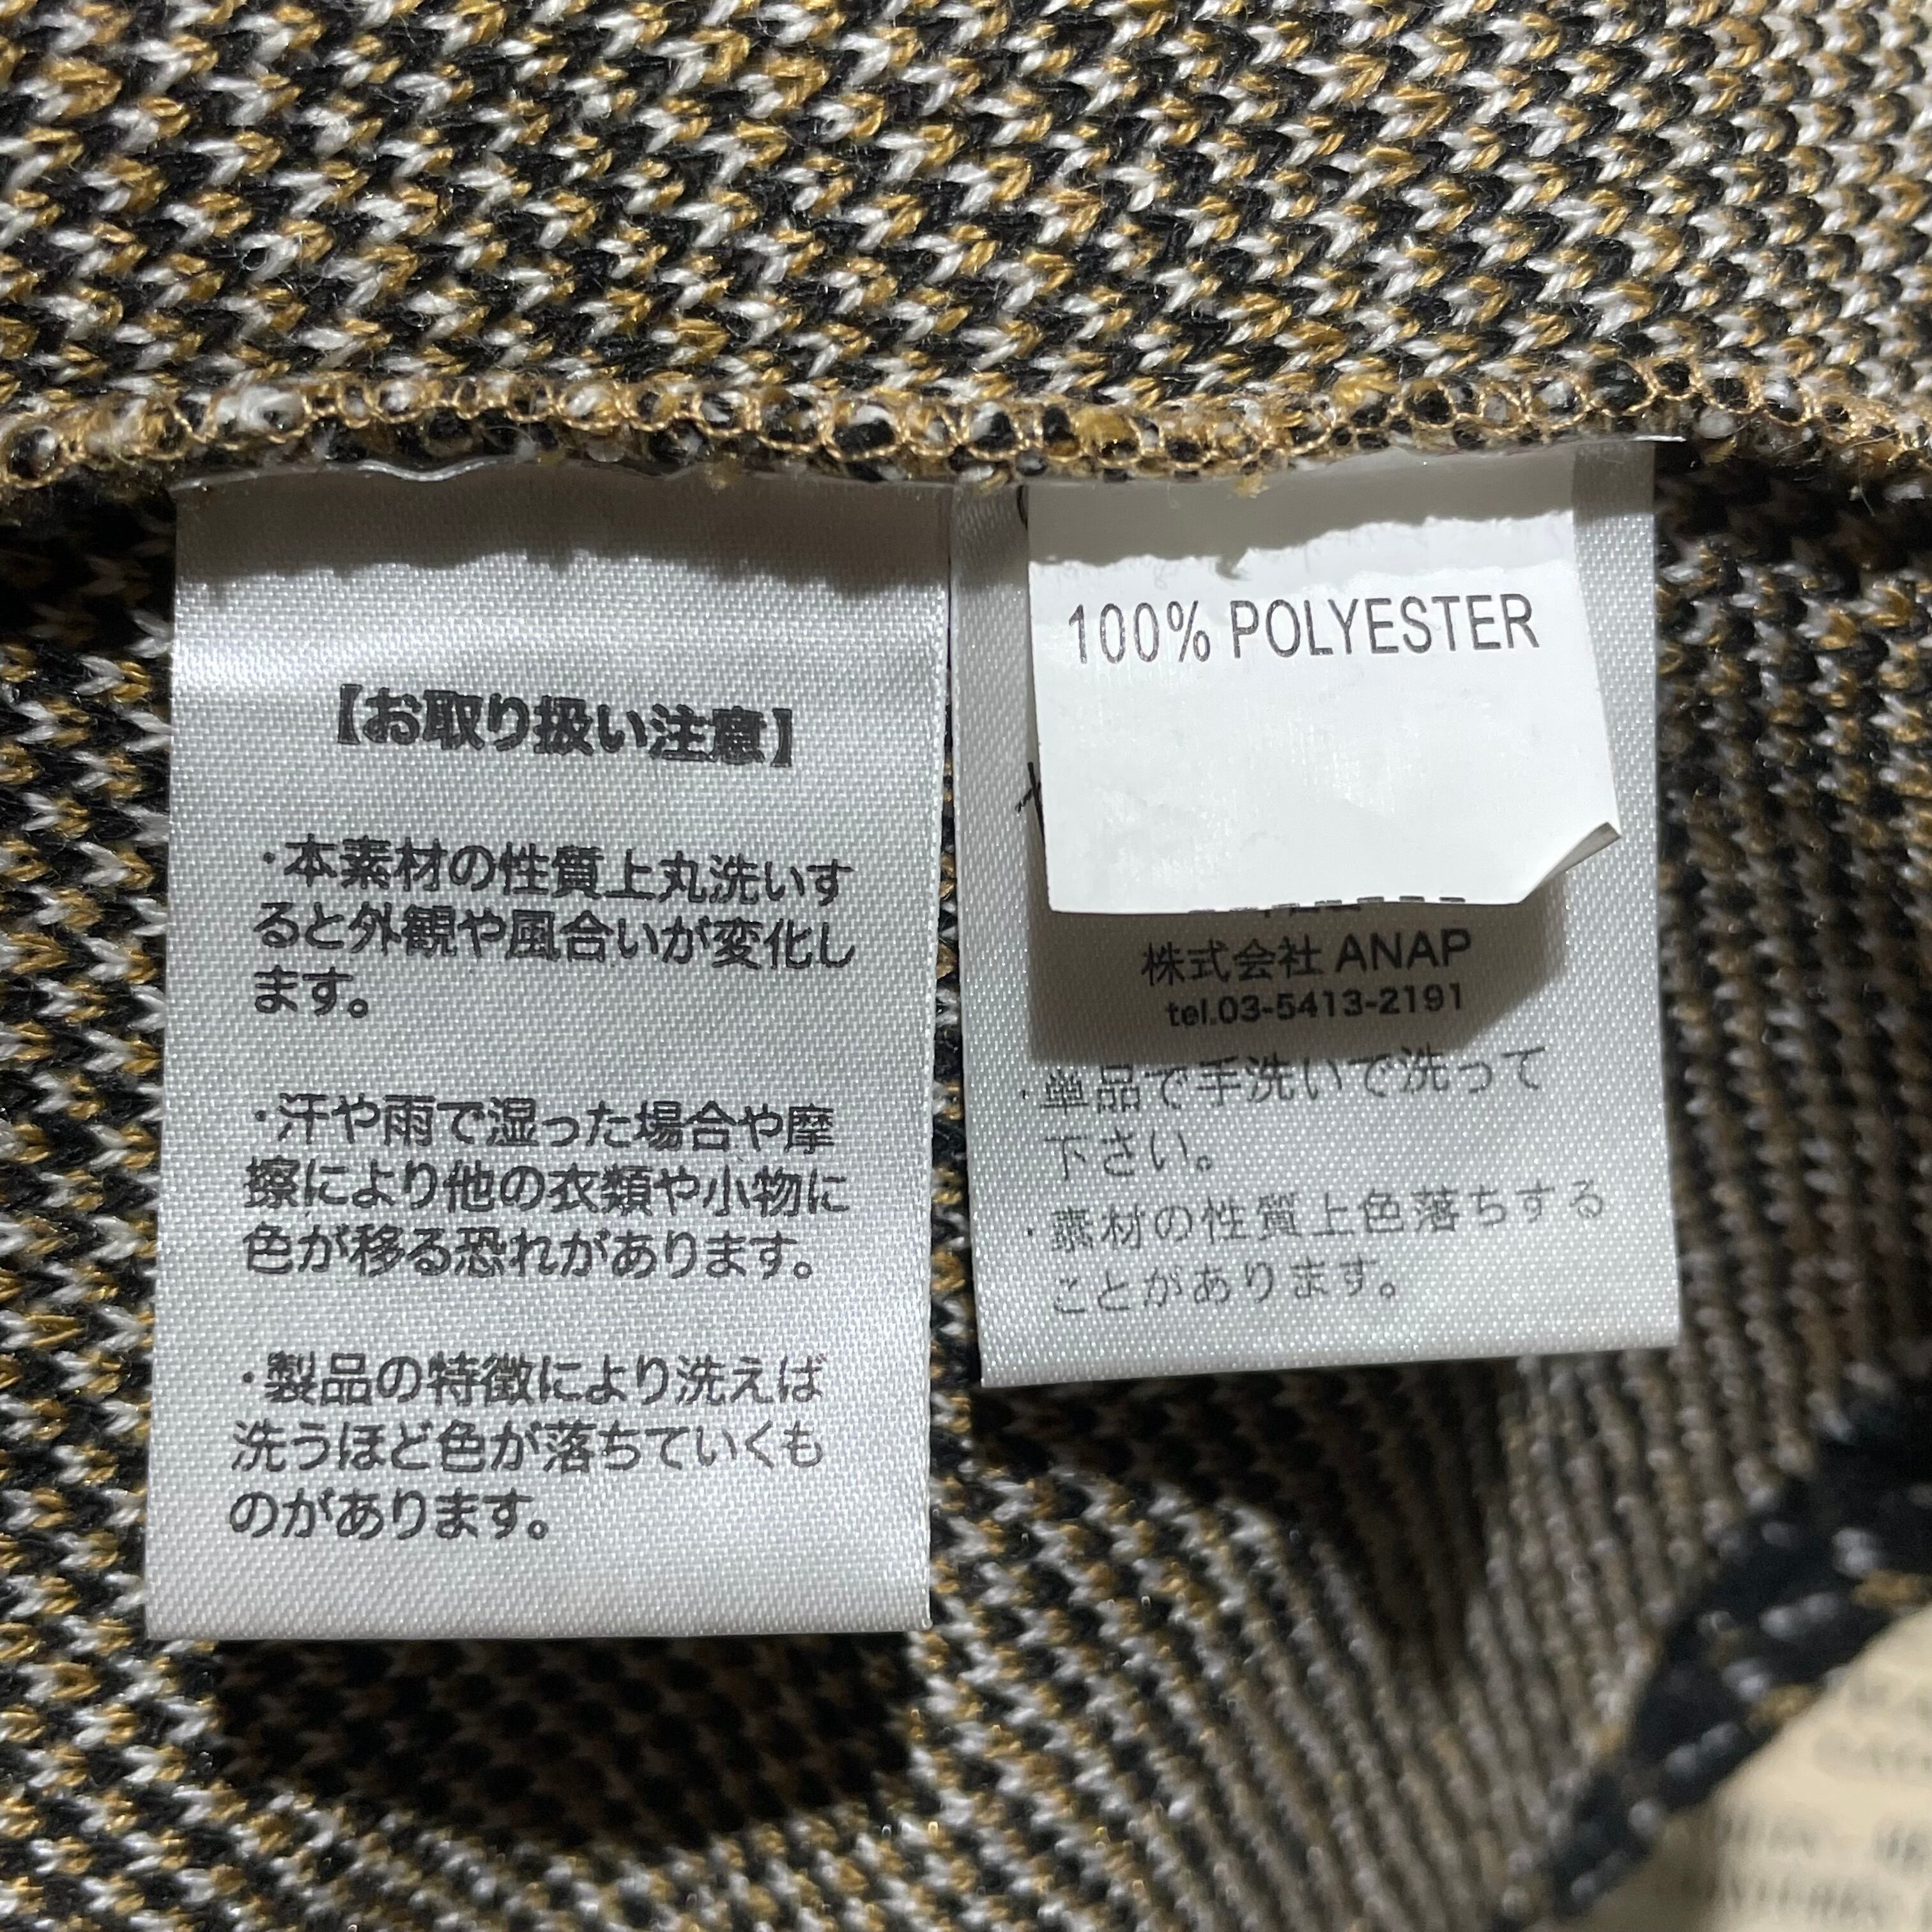 【お取り扱い注意】
・本素材の性質上丸洗いす
ると外観や風合いが変化し
ます。
・汗や雨で湿った場合や摩
擦により他の衣類や小物に
色が移る恐れがあります。
・製品の特徴により洗えば
洗うほど色が落ちていくも
のがあります。
100% POLYESTER
株式会社 ANAP
tel.03-5413-2191
・単品で手洗いで洗って
下さい。
・素材の性質上色落ちする
ことがあります。